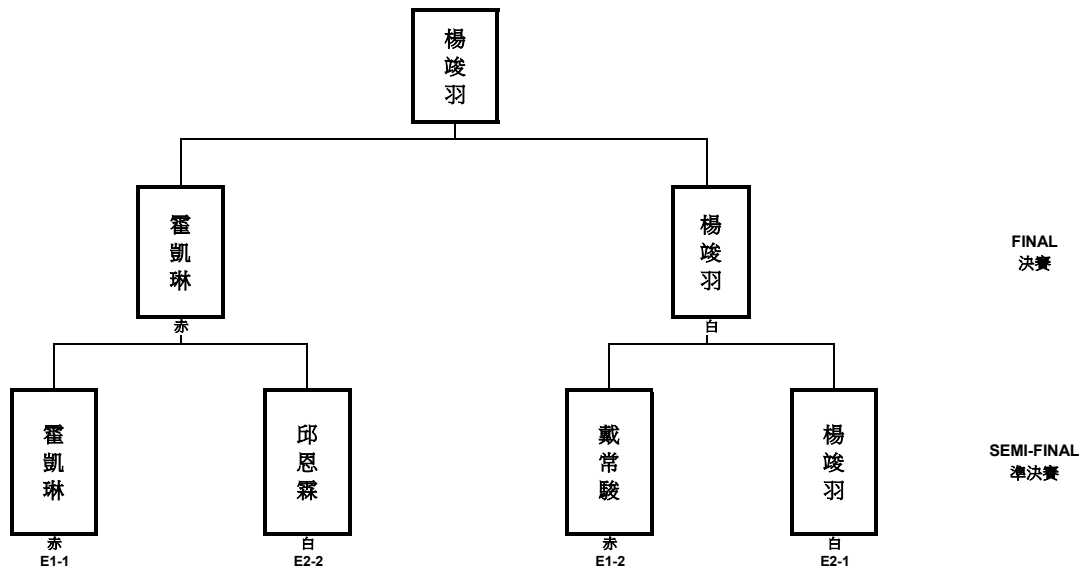 楊竣羽
霍凱琳
楊竣羽
FINAL
決賽
赤
白
霍凱琳
邱恩霖
戴常駿
楊竣羽
SEMI-FINAL
準決賽
赤
白
赤
白
E1-1
E2-2
E1-2
E2-1